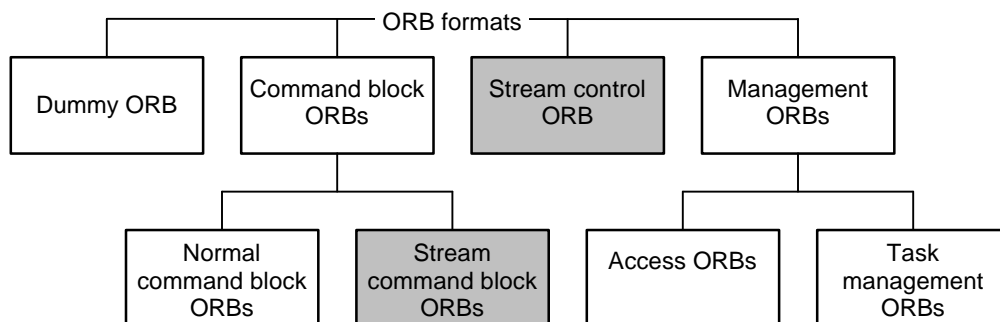 ORB formats
Dummy ORB
Command block
ORBs
Stream control
ORB
Management
ORBs
Normal
command block
ORBs
Stream
command block
ORBs
Access ORBs
Task
management
ORBs